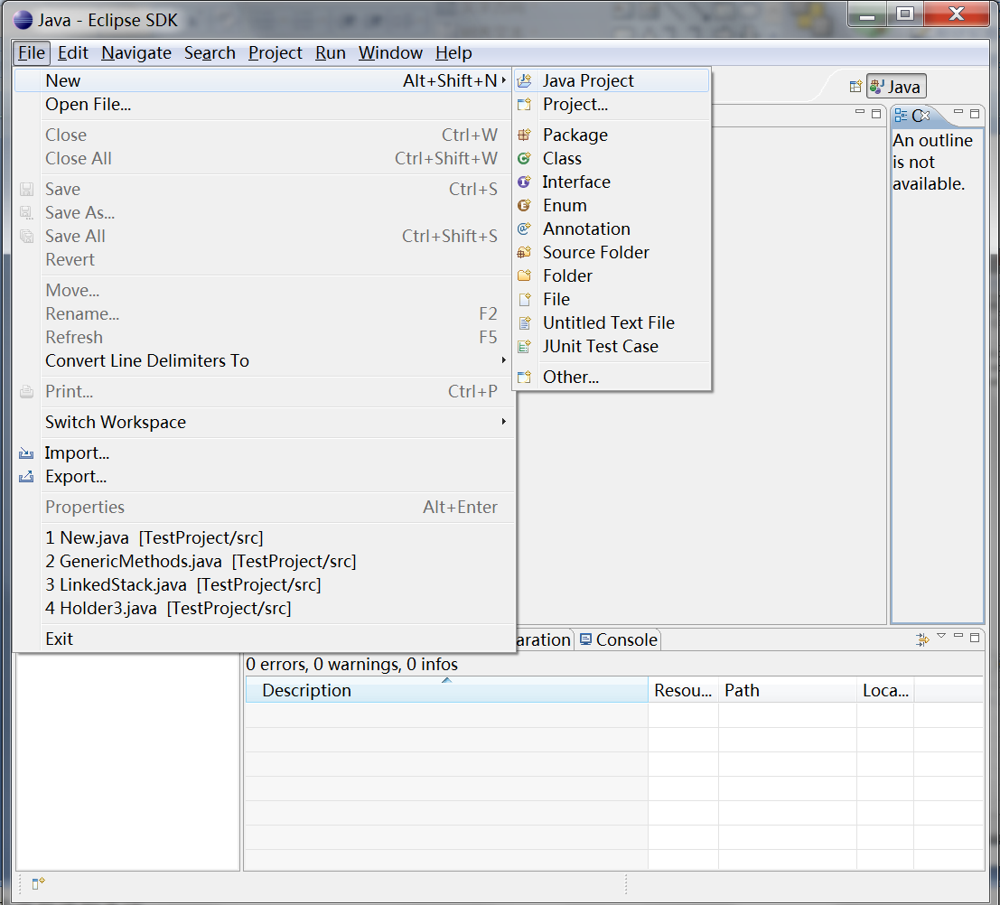 Java - Eclipse SDK
File Edit Navigate Search Project Run Window Help
New Alt+Shift+N
Open File...
Close Ctrl+W
Close All Ctrl+Shift+W
Save Ctrl+S
Save As...
Save All Ctrl+Shift+S
Revert
Move...
Rename... F2
Refresh F5
Convert Line Delimiters To
Print... Ctrl+P
Switch Workspace
Import...
Export...
Properties Alt+Enter
1 New.java [TestProject/src]
2 GenericMethods.java [TestProject/src]
3 LinkedStack.java [TestProject/src]
4 Holder3.java [TestProject/src]
Exit
Java Project
Project...
Package
Class
Interface
Enum
Annotation
Source Folder
Folder
File
Untitled Text File
JUnit Test Case
Other...
Java
An outline
is not
available.
aration Console
0 errors, 0 warnings, 0 infos
Description Resou... Path Loca...